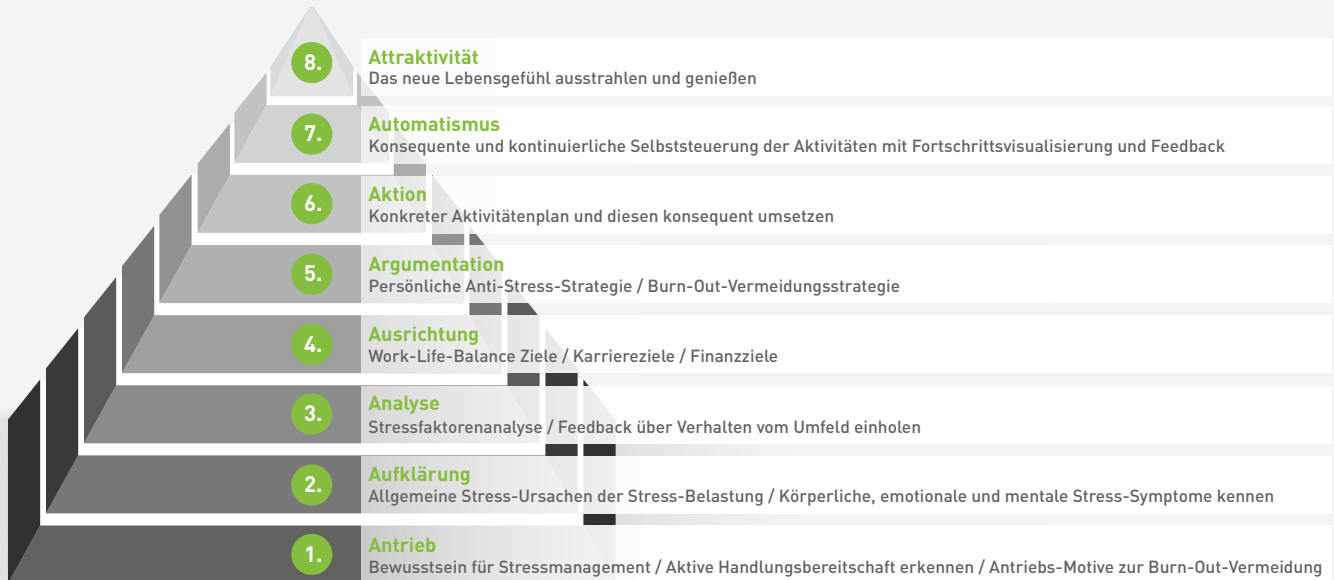 8.
Attraktivität
Das neue Lebensgefühl ausstrahlen und genießen
7.
Automatismus
Konsequente und kontinuierliche Selbststeuerung der Aktivitäten mit Fortschrittsvisualisierung und Feedback
6.
Aktion
Konkreter Aktivitätenplan und diesen konsequent umsetzen
5.
Argumentation
Persönliche Anti-Stress-Strategie / Burn-Out-Vermeidungsstrategie
4.
Ausrichtung
Work-Life-Balance Ziele / Karriereziele / Finanzziele
3.
Analyse
Stressfaktorenanalyse / Feedback über Verhalten vom Umfeld einholen
2.
Aufklärung
Allgemeine Stress-Ursachen der Stress-Belastung / Körperliche, emotionale und mentale Stress-Symptome kennen
1.
Antrieb
Bewusstsein für Stressmanagement / Aktive Handlungsbereitschaft erkennen / Antriebs-Motive zur Burn-Out-Vermeidung